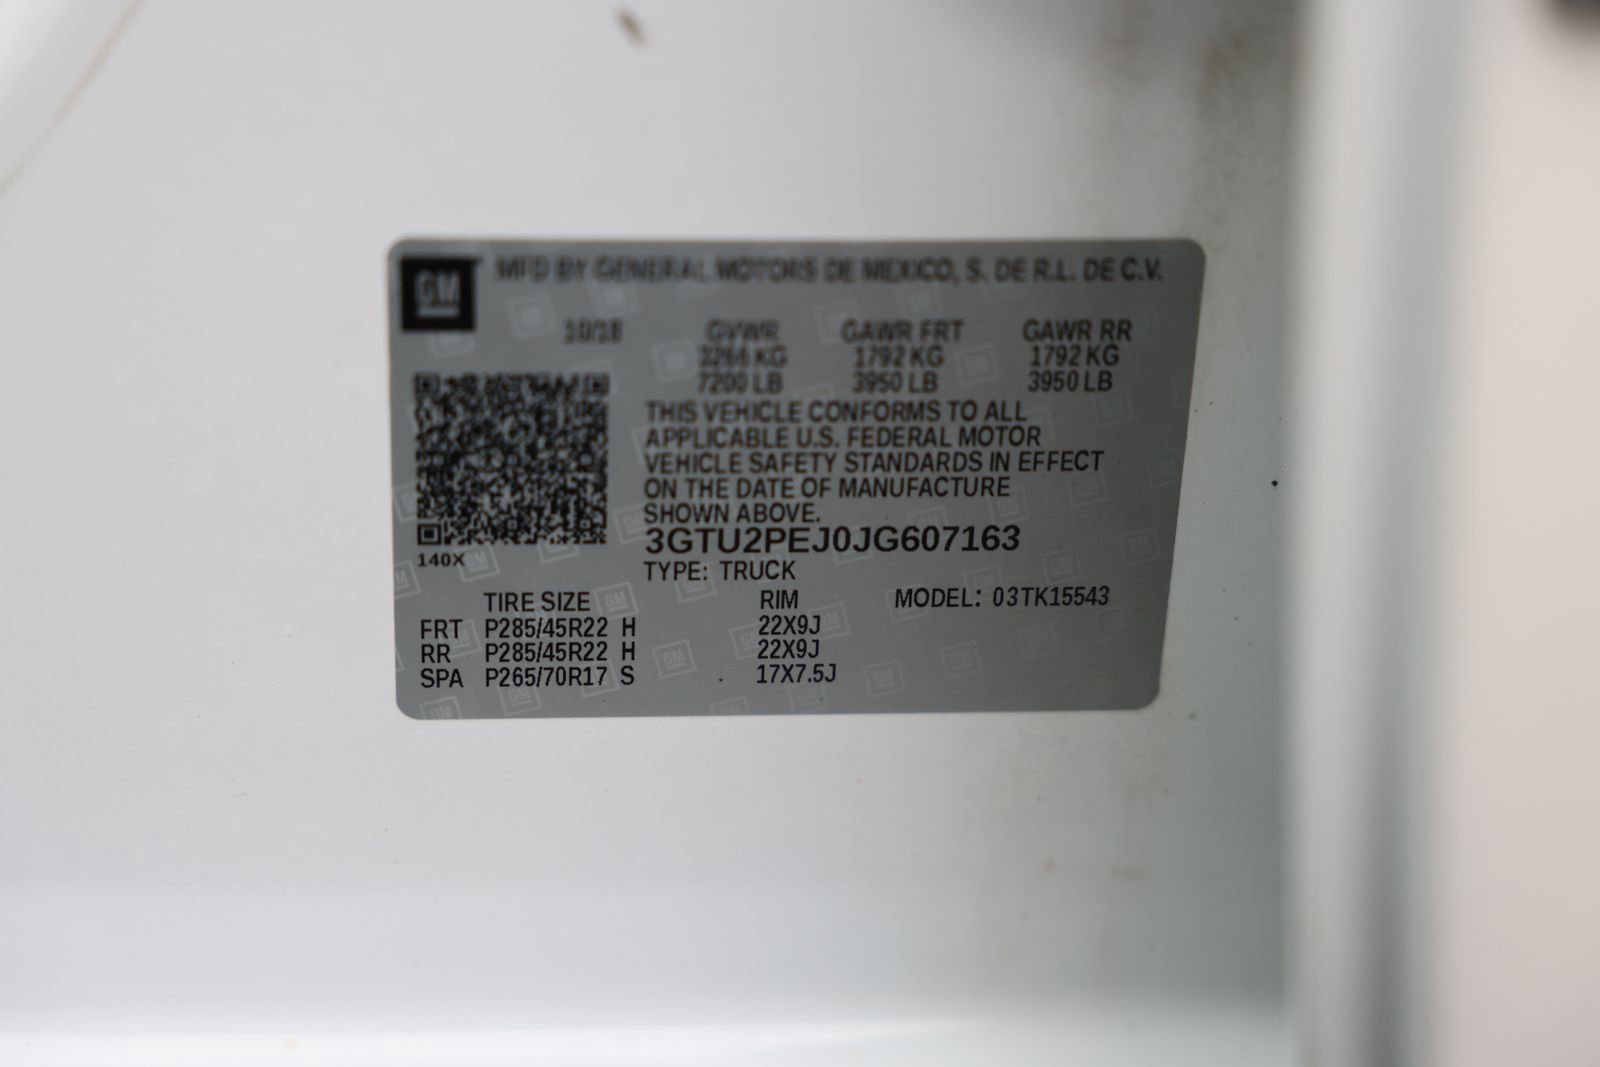 GM MFD BY GENERAL MOTORS DE MEXICO, S. DE R.L. DE C.V.
10/18 GVWR GAWR FRT GAWR RR
3266 KG 1792 KG 1792 KG
7200 LB 3950 LB 3950 LB
THIS VEHICLE CONFORMS TO ALL
APPLICABLE U.S. FEDERAL MOTOR
VEHICLE SAFETY STANDARDS IN EFFECT
ON THE DATE OF MANUFACTURE
SHOWN ABOVE.
3GTU2PEJ0JG607163
140X
TYPE: TRUCK
TIRE SIZE RIM MODEL: 03TK15543
FRT P285/45R22 H 22X9J
RR P285/45R22 H 22X9J
SPA P265/70R17 S 17X7.5J